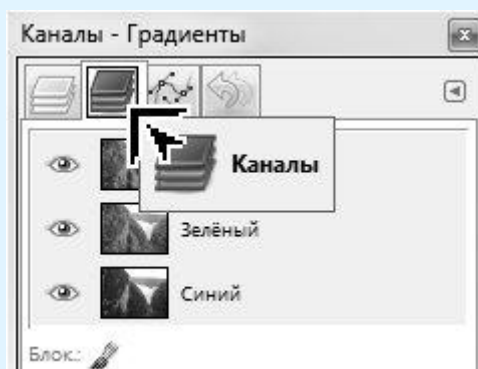 Каналы - Градиенты
Каналы
Зелёный
Синий
Блок.: